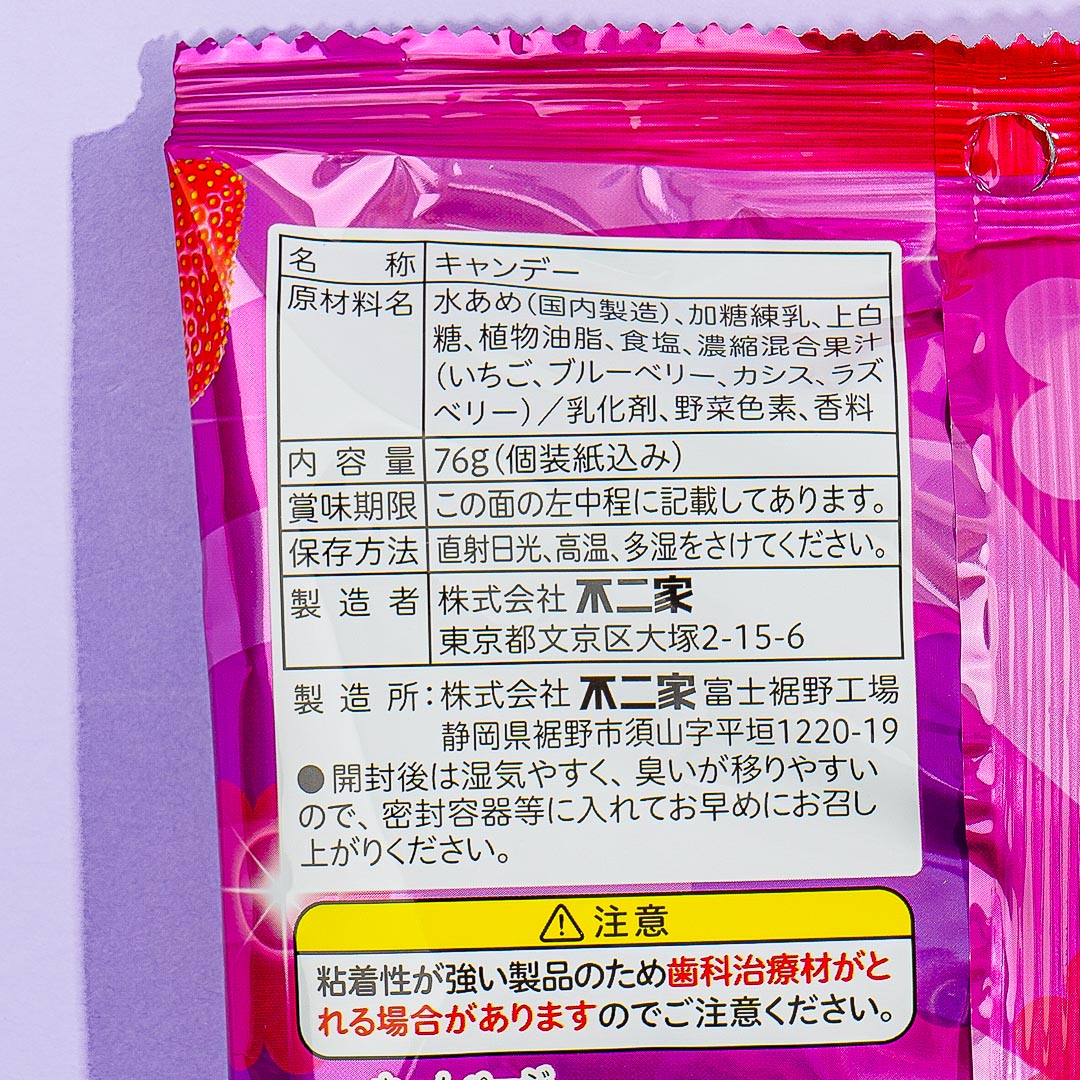 名称 キャンデー
原材料名 水あめ(国内製造)、加糖練乳、上白
糖、植物油脂、食塩、濃縮混合果汁
(いちご、ブルーベリー、カシス、ラズ
ベリー)/乳化剤、野菜色素、香料
内容量 76g(個装紙込み)
賞味期限 この面の左中程に記載してあります。
保存方法 直射日光、高温、多湿をさけてください。
製造者 株式会社 不二家
東京都文京区大塚2-15-6
製造所:株式会社 不二家 富士裾野工場
静岡県裾野市須山字平垣1220-19
●開封後は湿気やすく、臭いが移りやすい
ので、密封容器等に入れてお早めにお召し
上がりください。
⚠注意
粘着性が強い製品のため歯科治療材がと
れる場合がありますのでご注意ください。